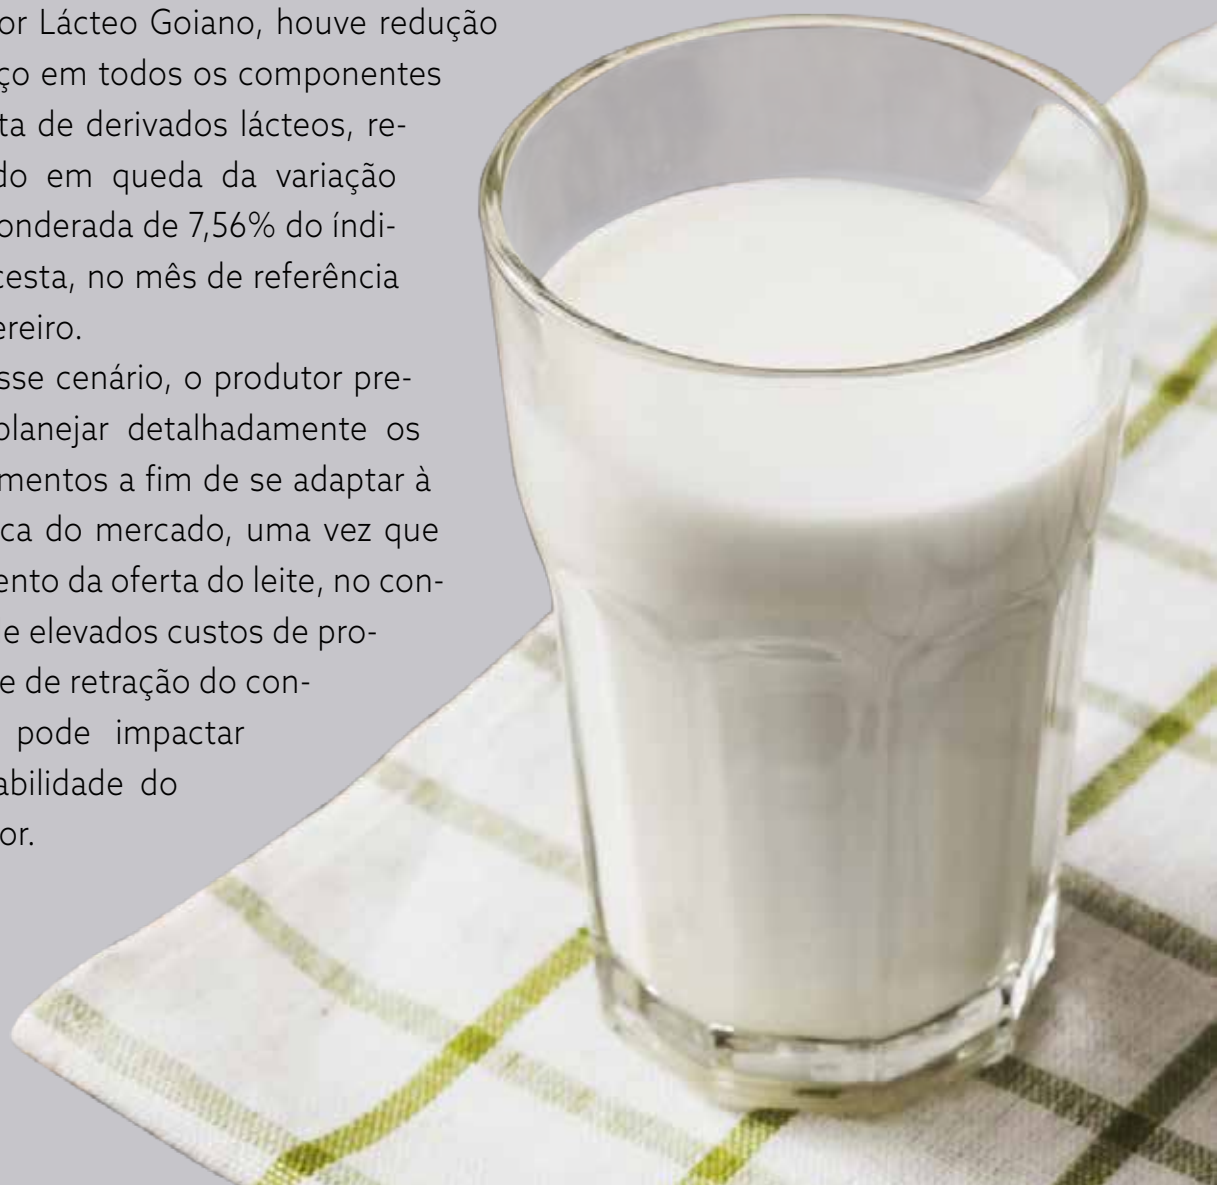 or Lácteo Goiano, houve redução
ço em todos os componentes
ta de derivados lácteos, re-
do em queda da variação
onderada de 7,56% do índi-
cesta, no mês de referência
ereiro.
sse cenário, o produtor pre-
planejar detalhadamente os
mentos a fim de se adaptar à
ca do mercado, uma vez que
ento da oferta do leite, no con-
e elevados custos de pro-
e de retração do con-
pode impactar
abilidade do
or.